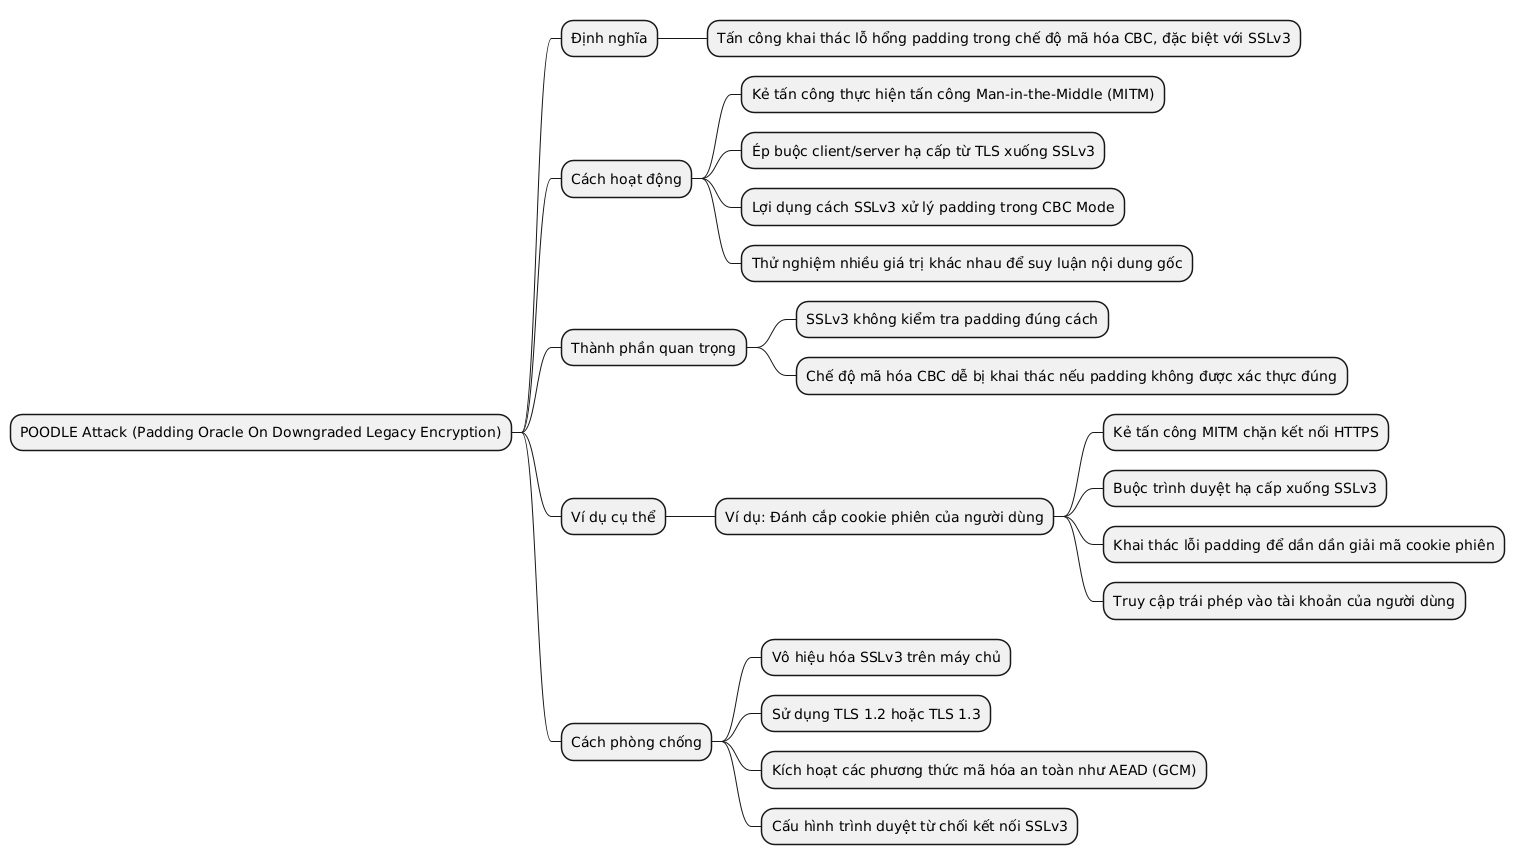 POODLE Attack (Padding Oracle On Downgraded Legacy Encryption)
Định nghĩa
Tấn công khai thác lỗ hổng padding trong chế độ mã hóa CBC, đặc biệt với SSLv3
Cách hoạt động
Kẻ tấn công thực hiện tấn công Man-in-the-Middle (MITM)
Ép buộc client/server hạ cấp từ TLS xuống SSLv3
Lợi dụng cách SSLv3 xử lý padding trong CBC Mode
Thử nghiệm nhiều giá trị khác nhau để suy luận nội dung gốc
Thành phần quan trọng
SSLv3 không kiểm tra padding đúng cách
Chế độ mã hóa CBC dễ bị khai thác nếu padding không được xác thực đúng
Ví dụ cụ thể
Ví dụ: Đánh cắp cookie phiên của người dùng
Kẻ tấn công MITM chặn kết nối HTTPS
Buộc trình duyệt hạ cấp xuống SSLv3
Khai thác lỗi padding để dần dần giải mã cookie phiên
Truy cập trái phép vào tài khoản của người dùng
Cách phòng chống
Vô hiệu hóa SSLv3 trên máy chủ
Sử dụng TLS 1.2 hoặc TLS 1.3
Kích hoạt các phương thức mã hóa an toàn như AEAD (GCM)
Cấu hình trình duyệt từ chối kết nối SSLv3